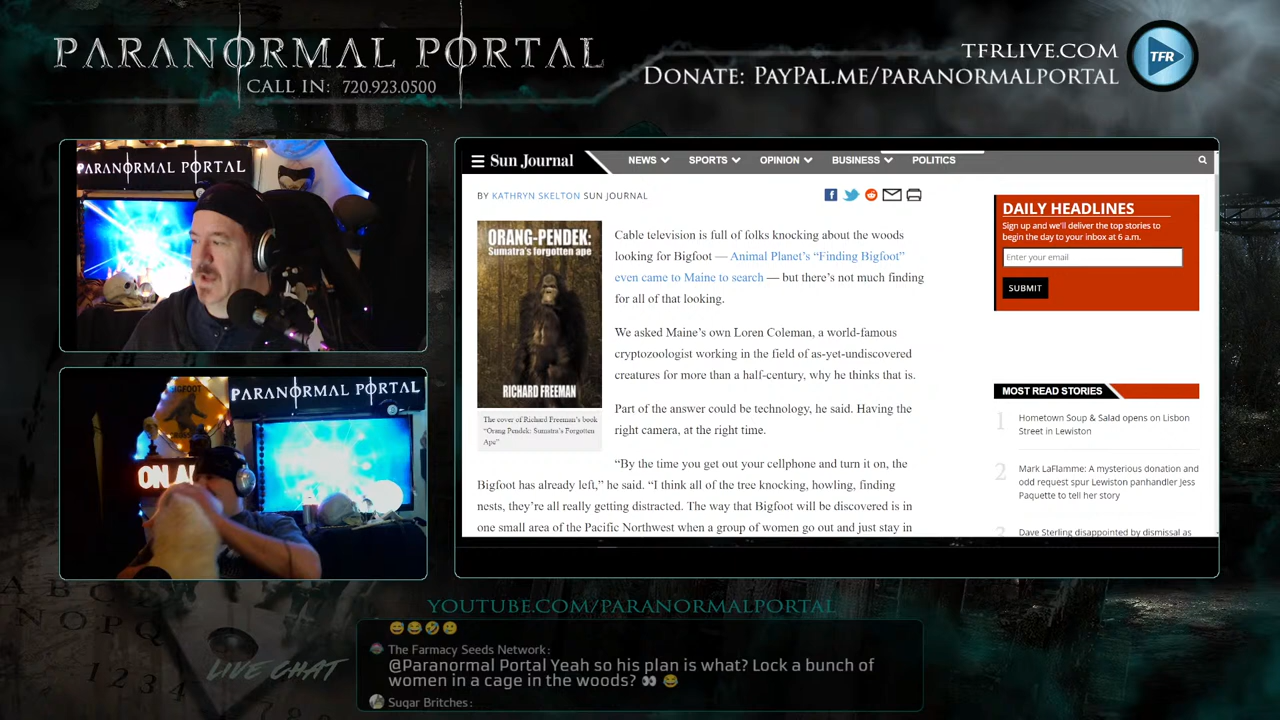 PARANORMAL PORTAL
CALL IN: 720.923.0500
TFRLIVE.COM
DONATE: PAYPAL.ME/PARANORMALPORTAL
TFR
PARANORMAL PORTAL
BIGFOOT
PARANORMAL PORTAL
ON AI
Sun Journal
NEWS
SPORTS
OPINION
BUSINESS
POLITICS
BY KATHRYN SKELTON SUN JOURNAL
ORANG-PENDEK:
Sumatra's forgotten ape
RICHARD FREEMAN
The cover of Richard Freeman's book
"Orang Pendek: Sumatra's Forgotten
Ape"
Cable television is full of folks knocking about the woods
looking for Bigfoot — Animal Planet's "Finding Bigfoot"
even came to Maine to search — but there's not much finding
for all of that looking.
We asked Maine's own Loren Coleman, a world-famous
cryptozoologist working in the field of as-yet-undiscovered
creatures for more than a half-century, why he thinks that is.
Part of the answer could be technology, he said. Having the
right camera, at the right time.
"By the time you get out your cellphone and turn it on, the
Bigfoot has already left," he said. "I think all of the tree knocking, howling, finding
nests, they're all really getting distracted. The way that Bigfoot will be discovered is in
one small area of the Pacific Northwest when a group of women go out and just stay in
DAILY HEADLINES
Sign up and we'll deliver the top stories to
begin the day to your inbox at 6 a.m.
Enter your email
SUBMIT
MOST READ STORIES
1
Hometown Soup & Salad opens on Lisbon
Street in Lewiston
2
Mark LaFlamme: A mysterious donation and
odd request spur Lewiston panhandler Jess
Paquette to tell her story
3
Dave Sterling disappointed by dismissal as
YOUTUBE.COM/PARANORMALPORTAL
A B C D
N O P Q
1 2 3 4
LIVE CHAT
😅😂🤣🙂
The Farmacy Seeds Network:
@Paranormal Portal Yeah so his plan is what? Lock a bunch of
women in a cage in the woods? 👀 😂
Sugar Britches: